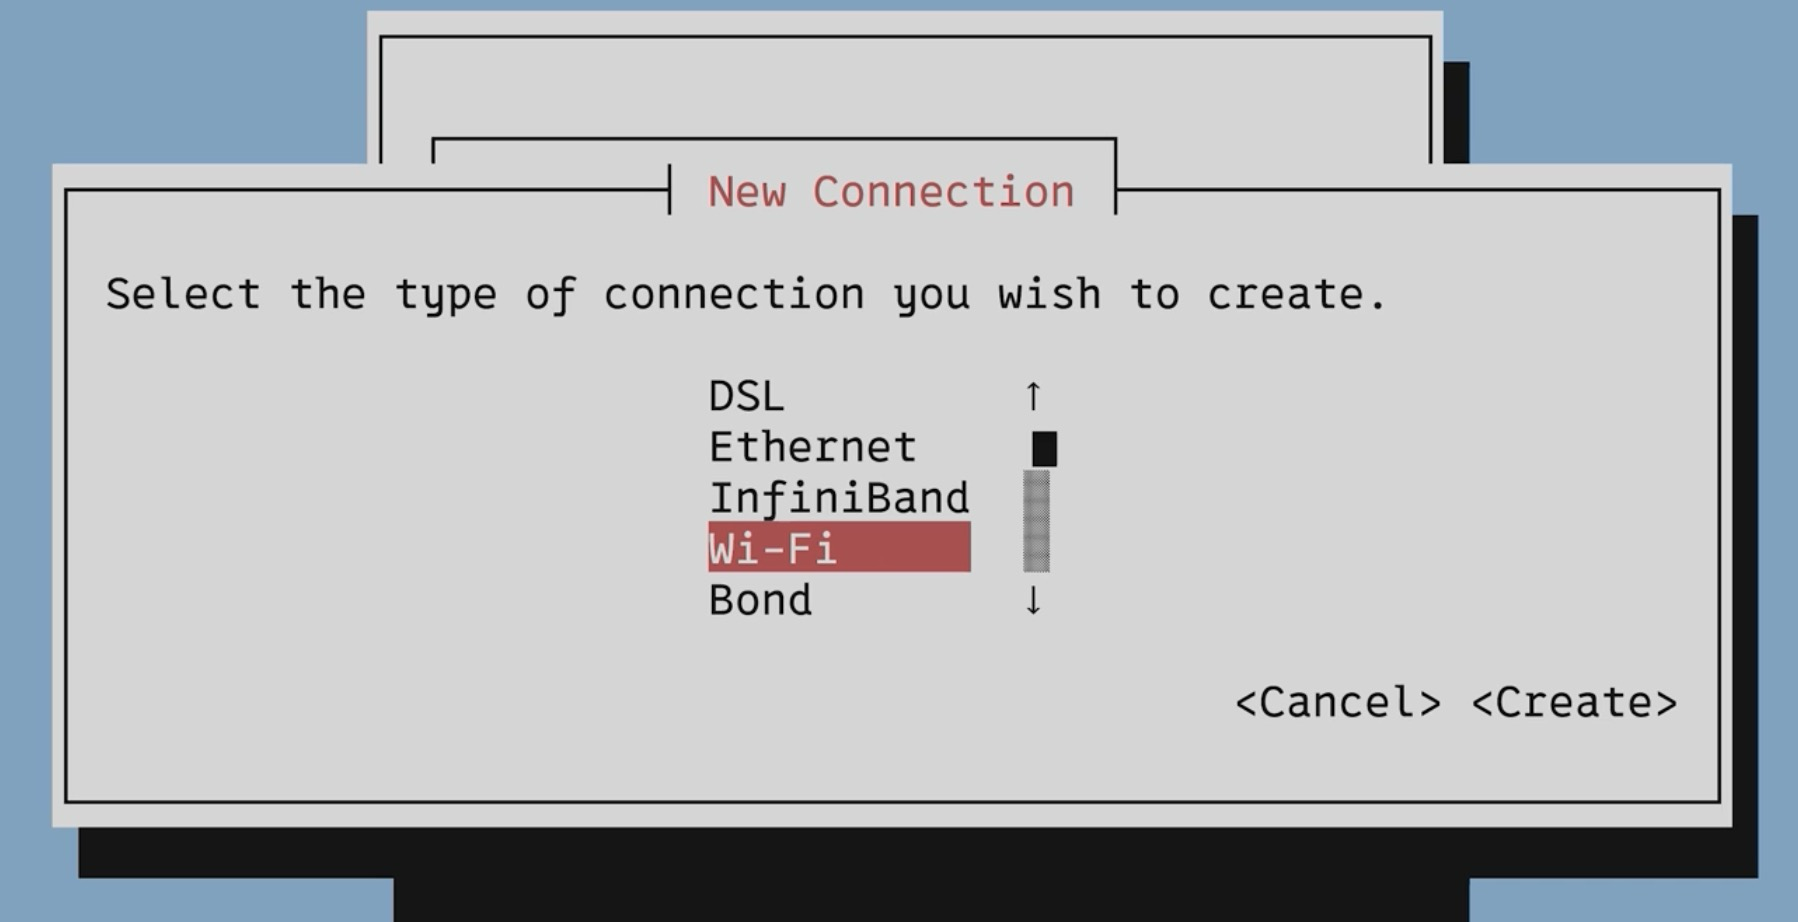 New Connection
Select the type of connection you wish to create.
DSL ↑
Ethernet
InfiniBand
Wi-Fi
Bond ↓
<Cancel> <Create>